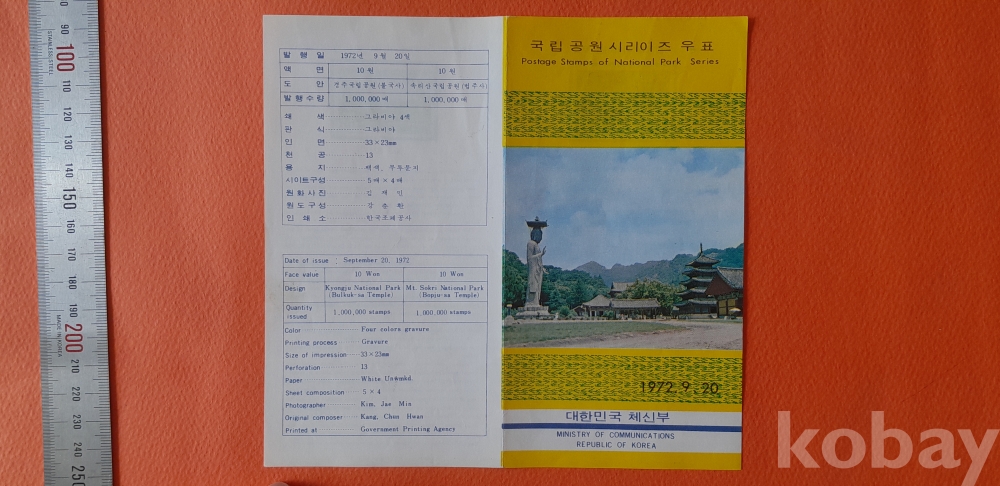 발행일 1972년 9월 20일
액면 10원 10원
도안 경주국립공원(불국사) 속리산국립공원(법주사)
발행수량 1,000,000매 1,000,000매
쇄색 그라비아 4색
판식 그라비아
인면 33×23mm
천공 13
용지 백색, 무투문지
시이트구성 5매×4매
원화사진 김재민
원도구성 강춘환
인쇄소 한국조폐공사
Date of issue : September 20, 1972
Face value 10 Won 10 Won
Design Kyongju National Park (Bulkuk-sa Temple) Mt. Sokri National Park (Bopju-sa Temple)
Quantity issued 1,000,000 stamps 1,000,000 stamps
Color Four colors gravure
Printing process Gravure
Size of impression 33×23mm
Perforation 13
Paper White Unwmkd.
Sheet composition 5×4
Photographer Kim, Jae Min
Original composer Kang, Chon Hwan
Printed at Government Printing Agency
국립공원시리이즈 우표
Postage Stamps of National Park Series
1972.9.20
대한민국 체신부
MINISTRY OF COMMUNICATIONS
REPUBLIC OF KOREA
STAINLESS STEEL
90
100
110
120
130
140
150
160
170
180
190
MADE IN KOREA
200
210
220
230
240
250
kobay